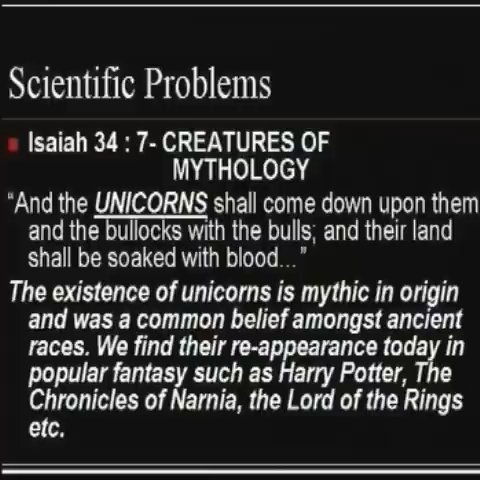 Scientific Problems
Isaiah 34 : 7- CREATURES OF
MYTHOLOGY
“And the UNICORNS shall come down upon them
and the bullocks with the bulls; and their land
shall be soaked with blood...”
The existence of unicorns is mythic in origin
and was a common belief amongst ancient
races. We find their re-appearance today in
popular fantasy such as Harry Potter, The
Chronicles of Narnia, the Lord of the Rings
etc.